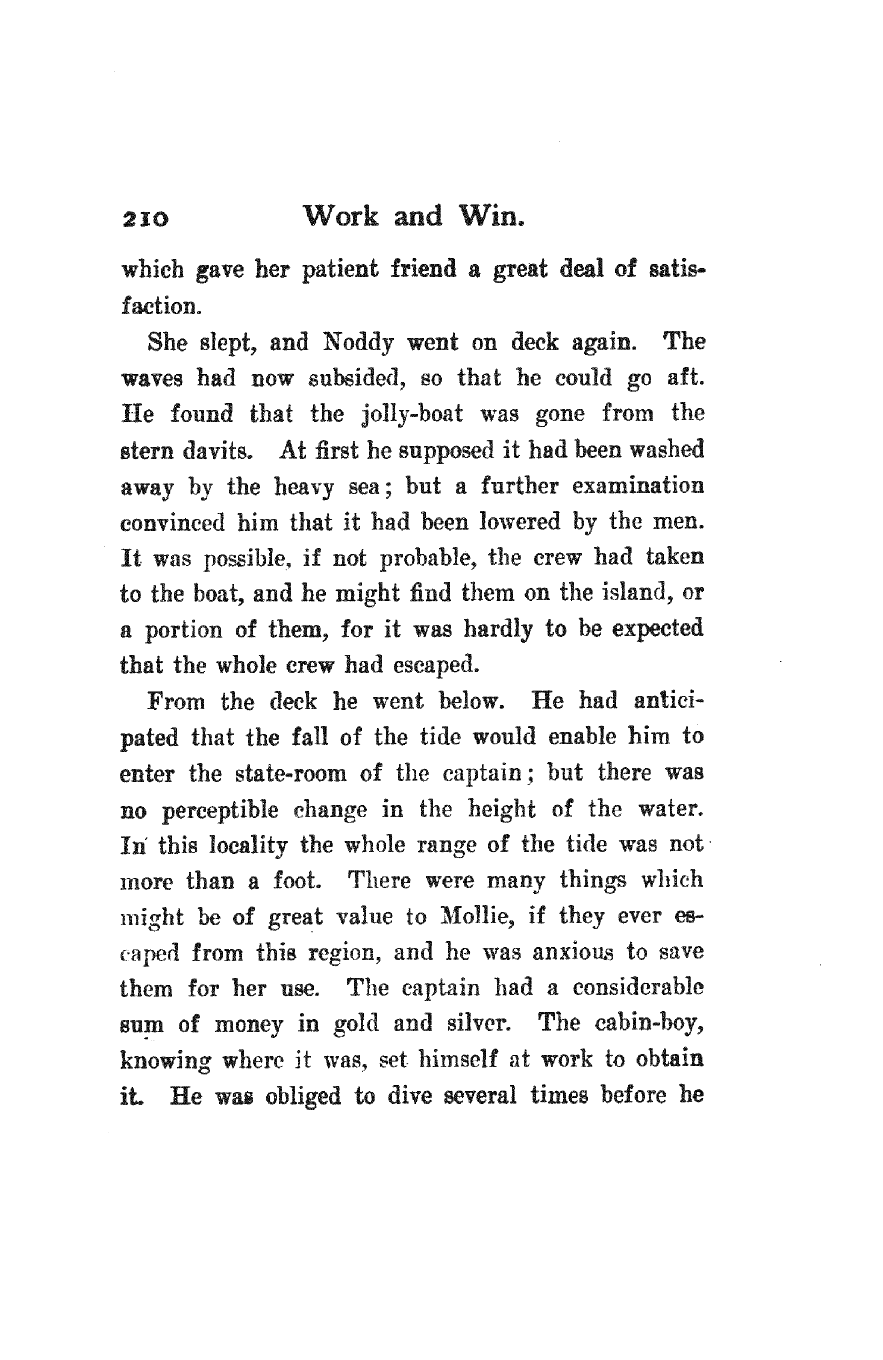 210 Work and Win.
which gave her patient friend a great deal of satis-
faction.
She slept, and Noddy went on deck again. The
waves had now subsided, so that he could go aft.
He found that the jolly-boat was gone from the
stern davits. At first he supposed it had been washed
away by the heavy sea; but a further examination
convinced him that it had been lowered by the men.
It was possible, if not probable, the crew had taken
to the boat, and he might find them on the island, or
a portion of them, for it was hardly to be expected
that the whole crew had escaped.
From the deck he went below. He had antici-
pated that the fall of the tide would enable him to
enter the state-room of the captain; but there was
no perceptible change in the height of the water.
In this locality the whole range of the tide was not
more than a foot. There were many things which
might be of great value to Mollie, if they ever es-
caped from this region, and he was anxious to save
them for her use. The captain had a considerable
sum of money in gold and silver. The cabin-boy,
knowing where it was, set himself at work to obtain
it. He was obliged to dive several times before he